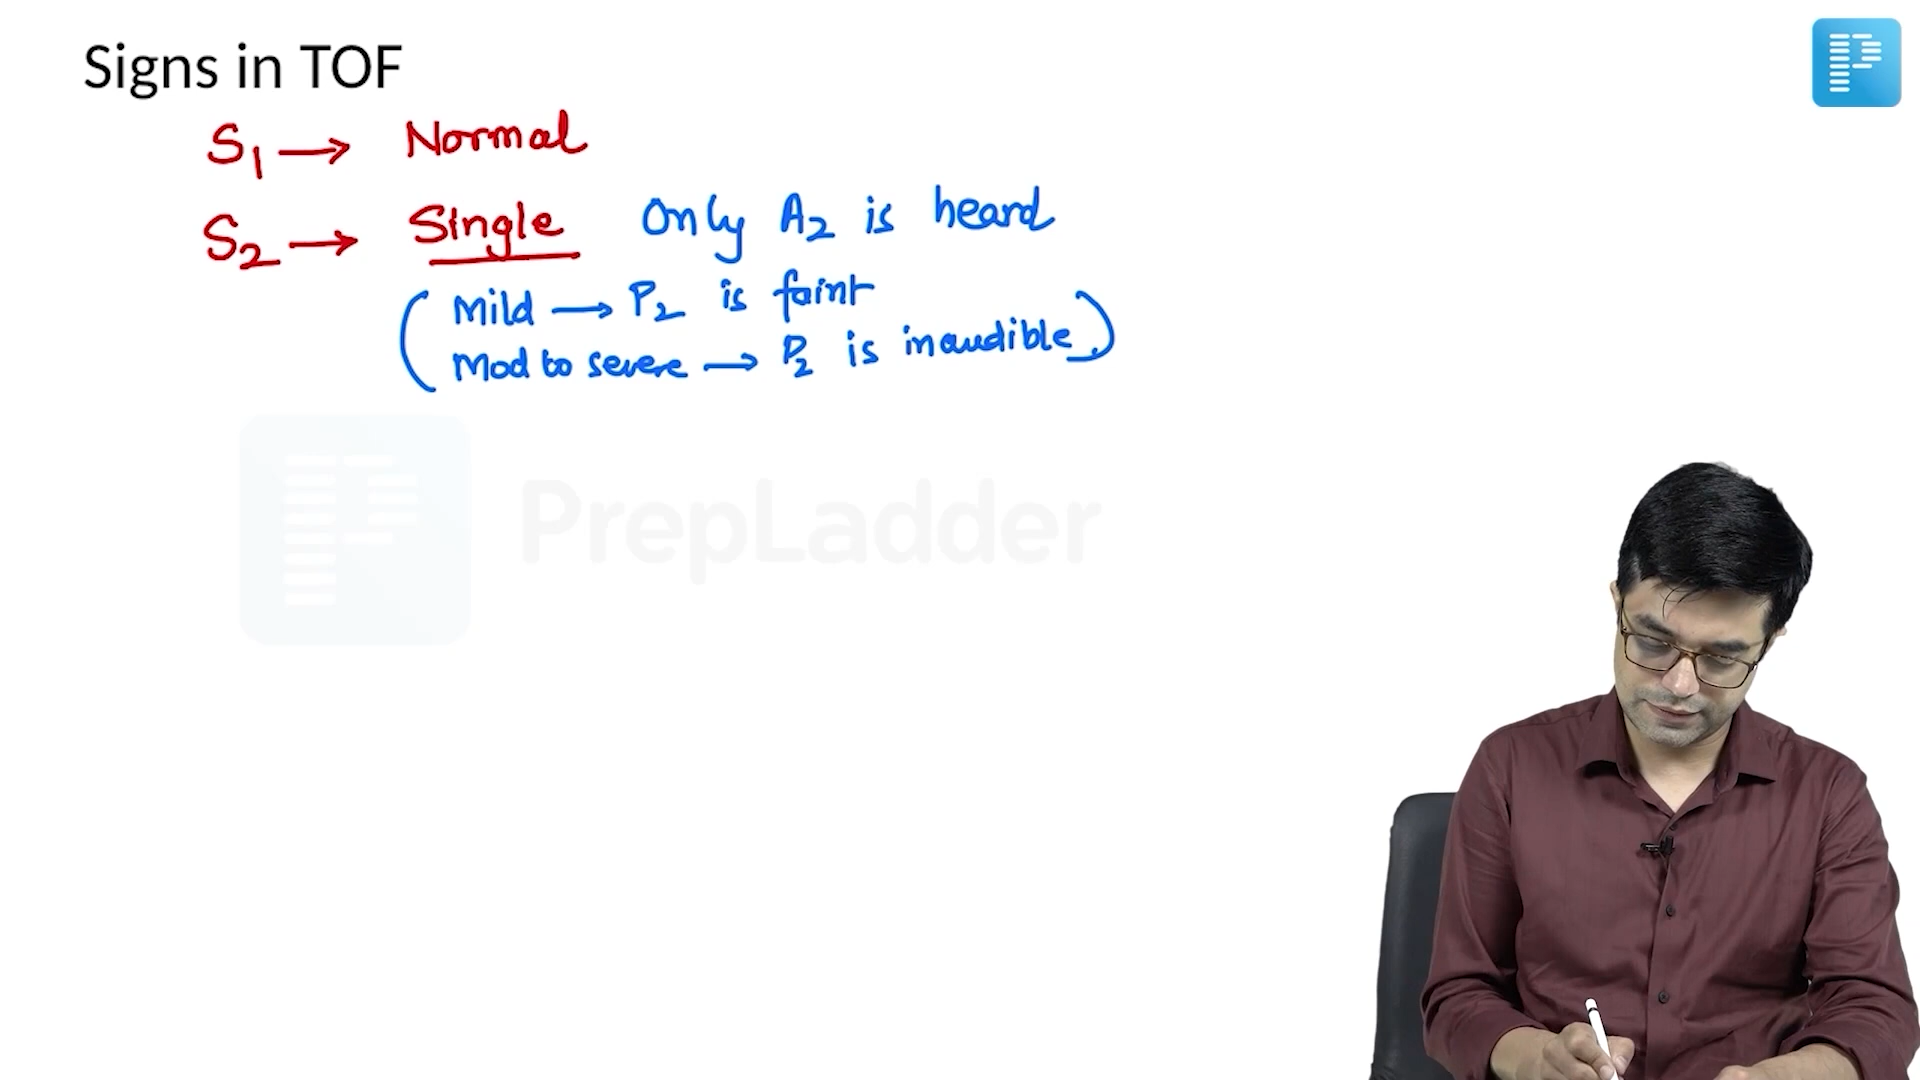 Signs in TOF
S₁ → Normal
S₂ → Single Only A₂ is heard
( Mild → P₂ is faint
Mod to severe → P₂ is inaudible )
PrepLadder